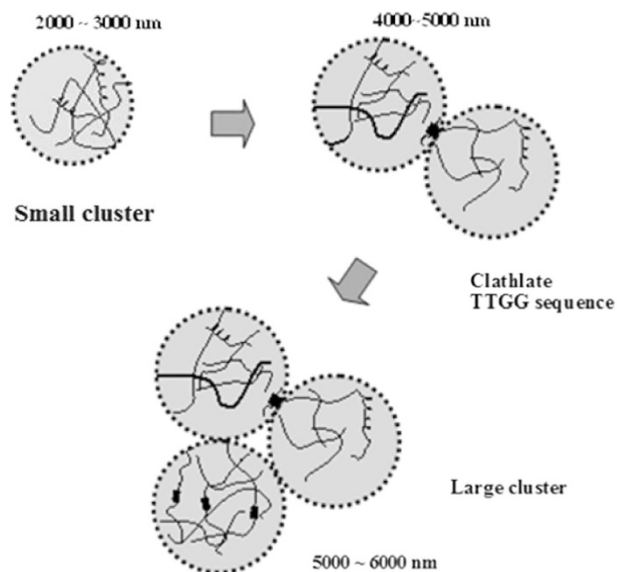 2000 ~ 3000 nm
4000~5000 nm
Small cluster
Clathlate
TTGG sequence
Large cluster
5000 ~ 6000 nm